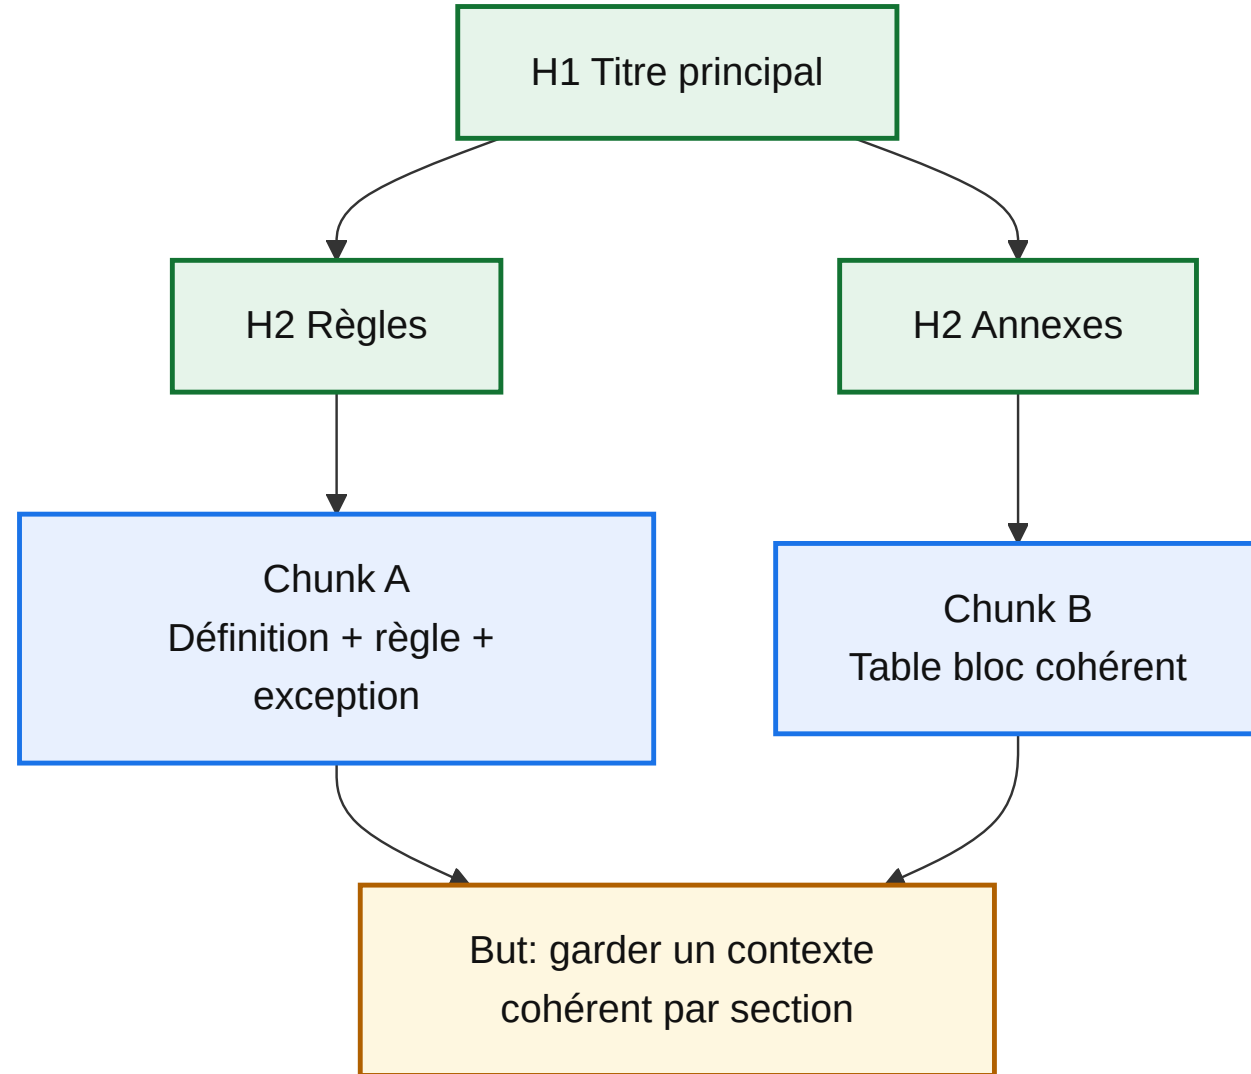 H1 Titre principal
H2 Règles
H2 Annexes
Chunk A
Définition + règle +
exception
Chunk B
Table bloc cohérent
But: garder un contexte
cohérent par section